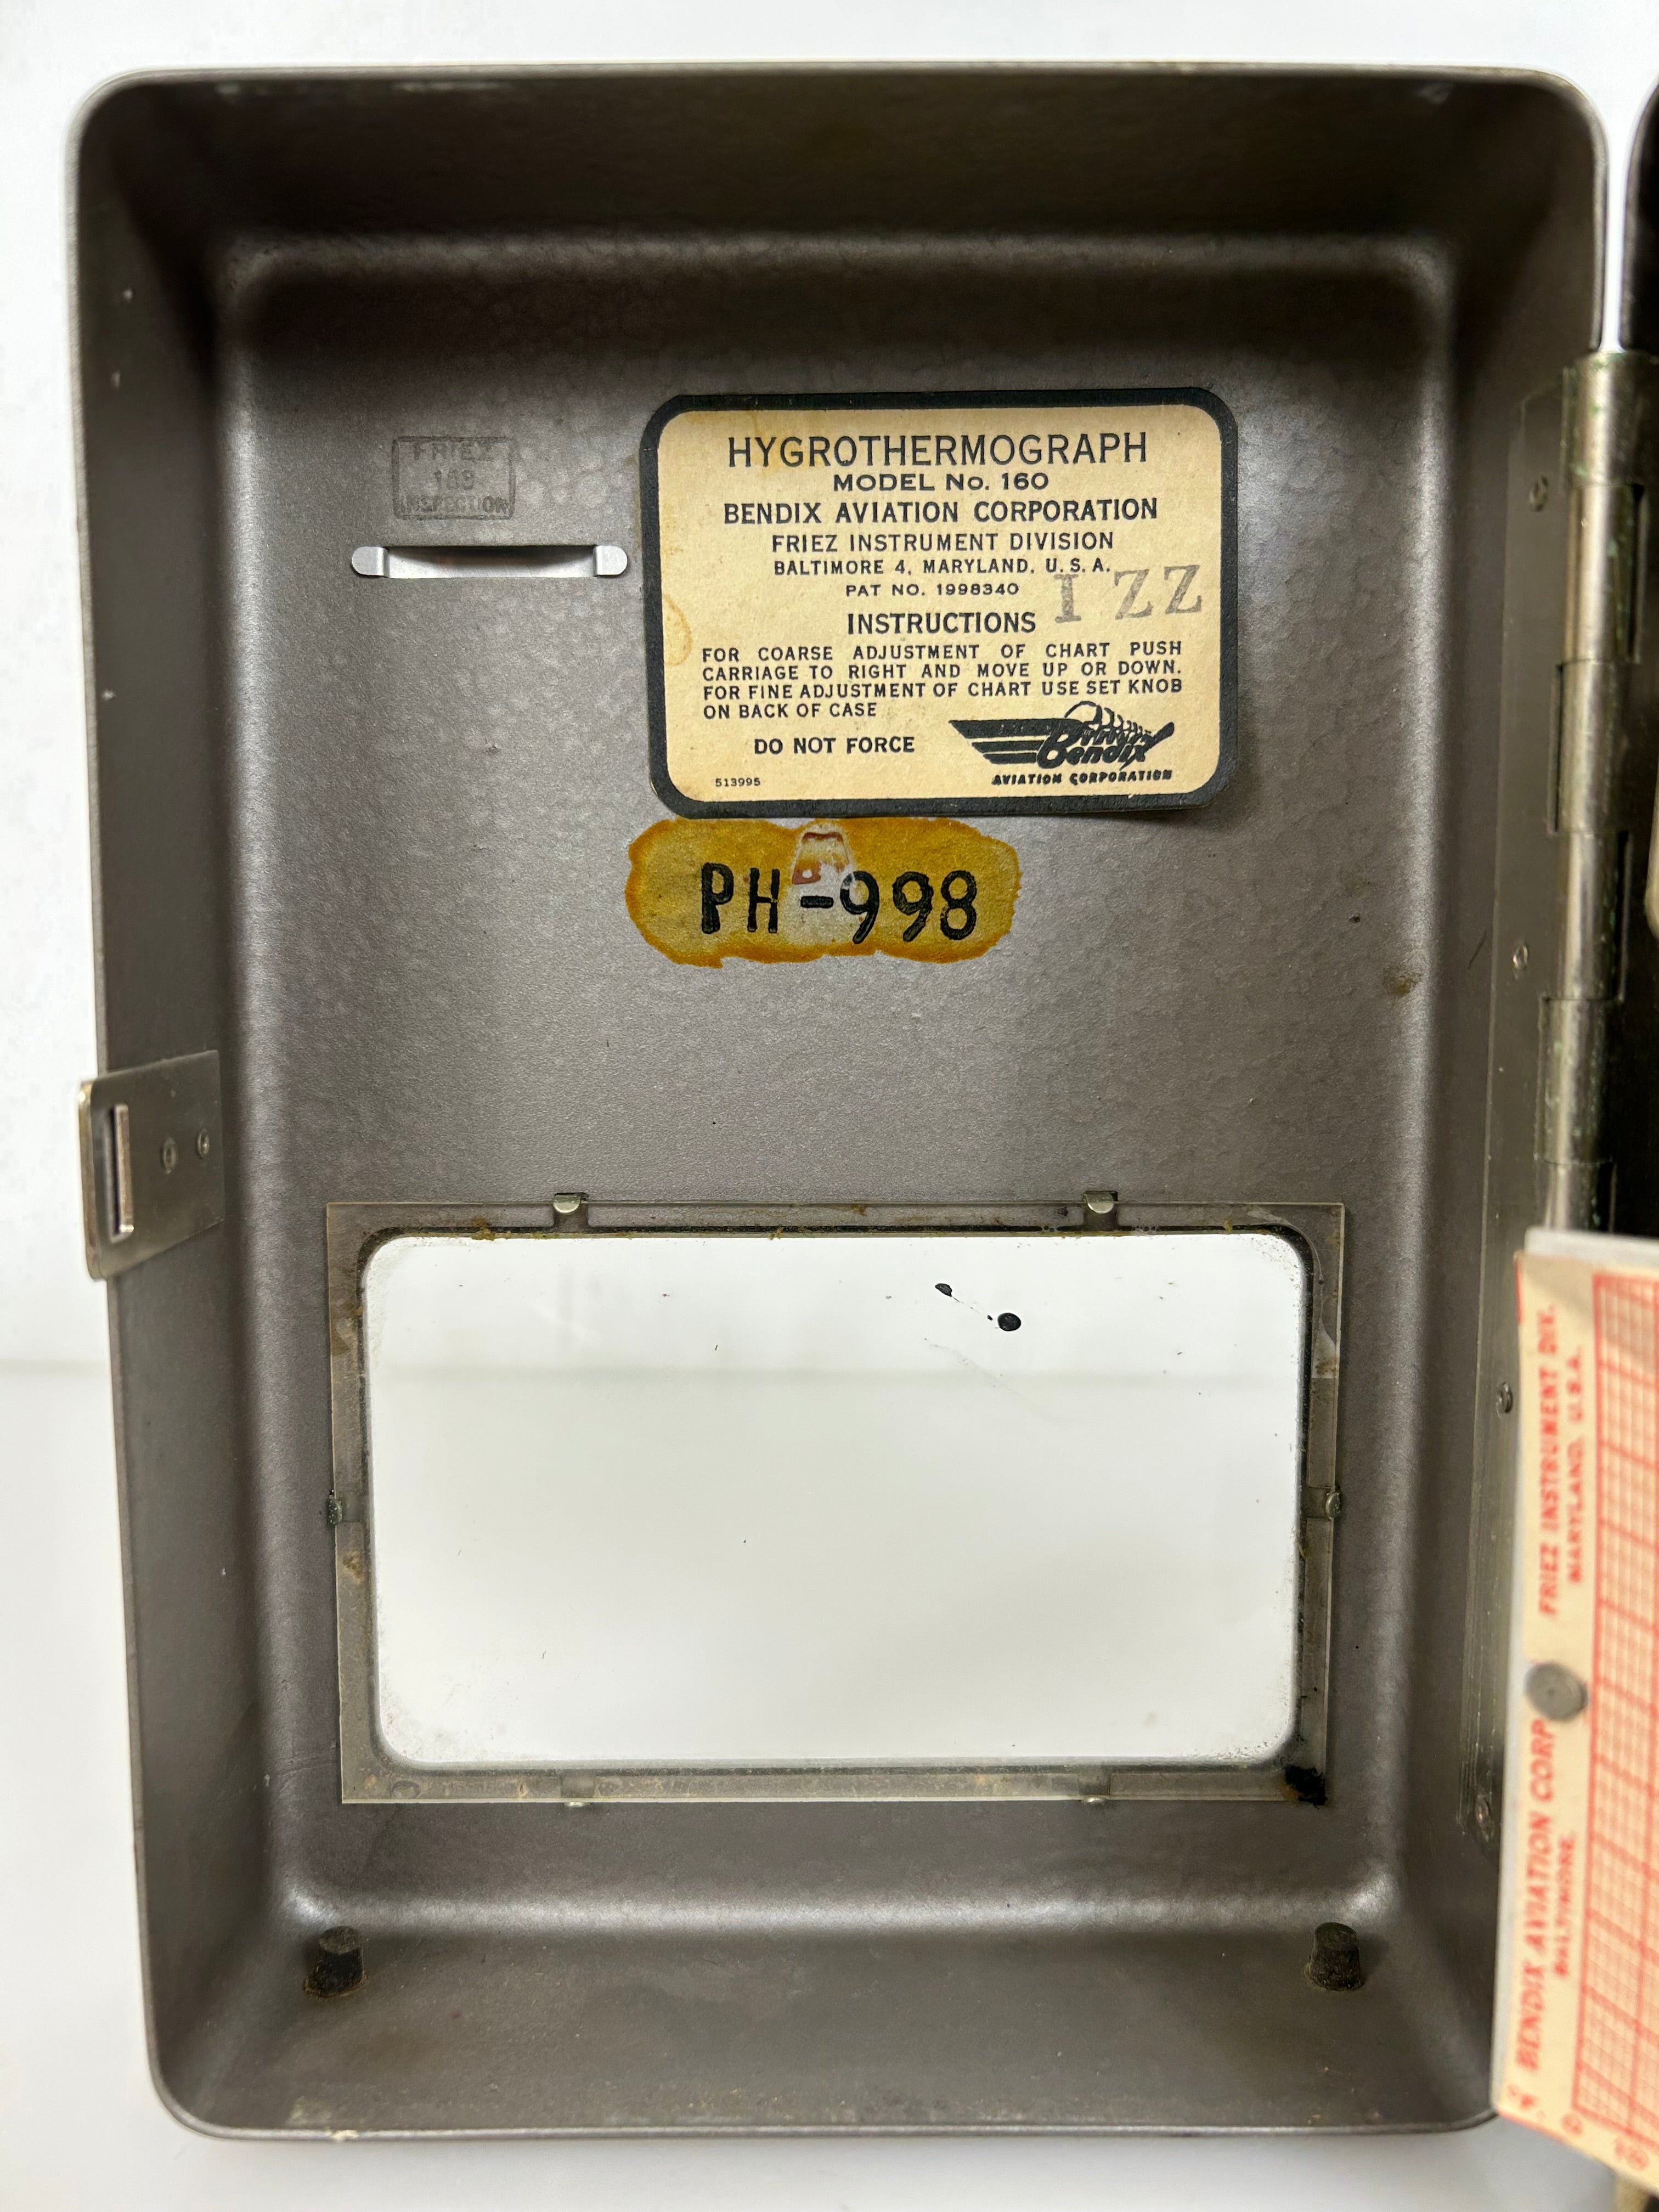 FRIEZ
163
INSPECTION
HYGROTHERMOGRAPH
MODEL No. 160
BENDIX AVIATION CORPORATION
FRIEZ INSTRUMENT DIVISION
BALTIMORE 4, MARYLAND, U.S.A.
PAT NO. 1998340
I ZZ
INSTRUCTIONS
FOR COARSE ADJUSTMENT OF CHART PUSH
CARRIAGE TO RIGHT AND MOVE UP OR DOWN.
FOR FINE ADJUSTMENT OF CHART USE SET KNOB
ON BACK OF CASE
DO NOT FORCE
Bendix
AVIATION CORPORATION
513995
PH-998
BENDIX AVIATION CORP FRIEZ INSTRUMENT DIV.
BALTIMORE, MARYLAND, U.S.A.